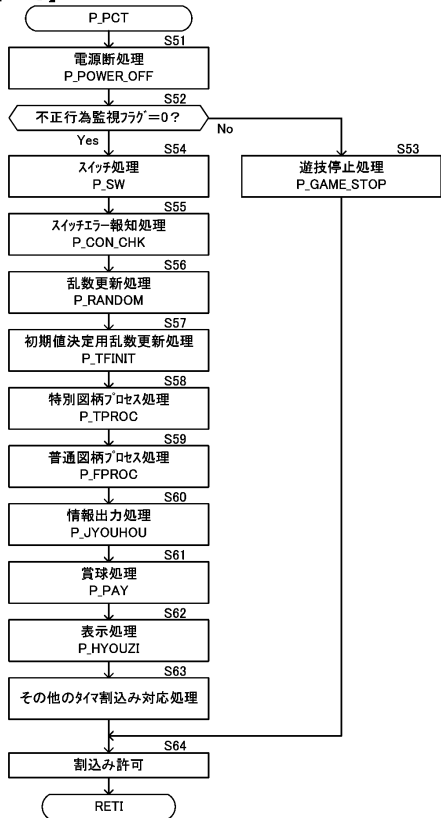 P_PCT
S51
電源断処理
P_POWER_OFF
S52
不正行為監視ﾌﾗｸﾞ=0?
Yes
No
S54
ｽｲｯﾁ処理
P_SW
S53
遊技停止処理
P_GAME_STOP
S55
ｽｲｯﾁｴﾗｰ報知処理
P_CON_CHK
S56
乱数更新処理
P_RANDOM
S57
初期値決定用乱数更新処理
P_TFINIT
S58
特別図柄ﾌﾟﾛｾｽ処理
P_TPROC
S59
普通図柄ﾌﾟﾛｾｽ処理
P_FPROC
S60
情報出力処理
P_JYOUHOU
S61
賞球処理
P_PAY
S62
表示処理
P_HYOUZI
S63
その他のﾀｲﾏ割込み対応処理
S64
割込み許可
RETI